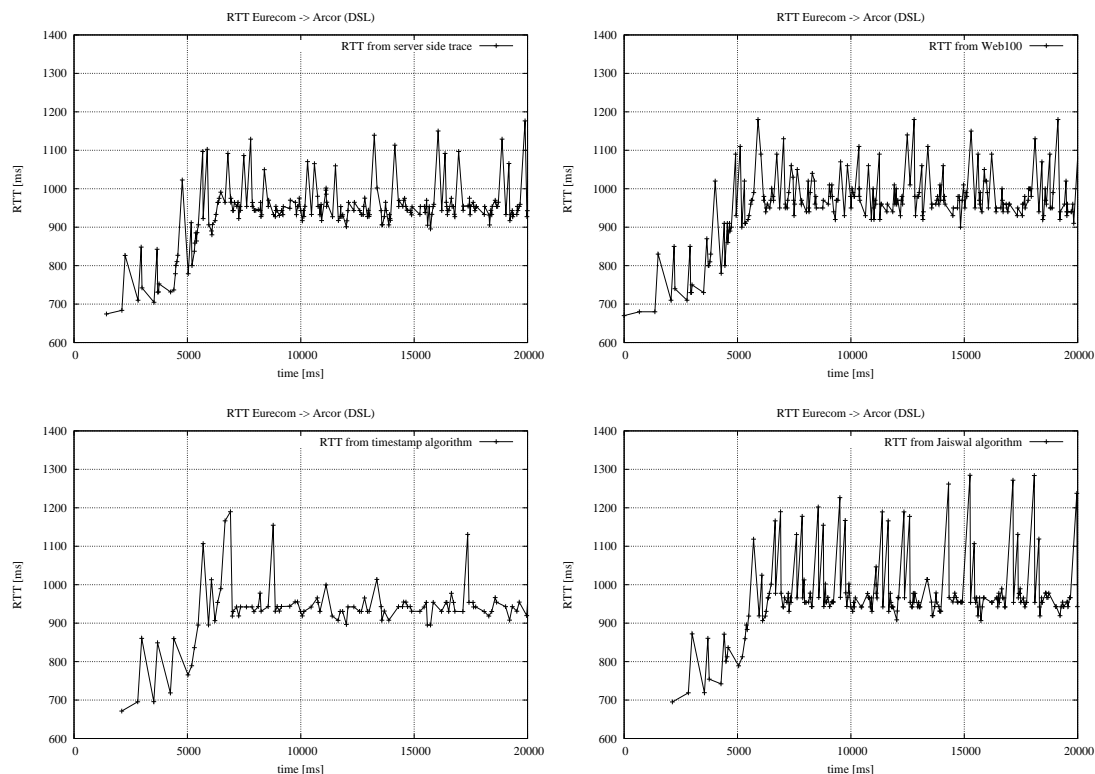 RTT Eurecom -> Arcor (DSL)
1400
RTT from server side trace
1300
1200
1100
1000
900
800
700
600
RTT [ms]
0 5000 10000 15000 20000
time [ms]
RTT Eurecom -> Arcor (DSL)
1400
RTT from Web100
1300
1200
1100
1000
900
800
700
600
RTT [ms]
0 5000 10000 15000 20000
time [ms]
RTT Eurecom -> Arcor (DSL)
1400
RTT from timestamp algorithm
1300
1200
1100
1000
900
800
700
600
RTT [ms]
0 5000 10000 15000 20000
time [ms]
RTT Eurecom -> Arcor (DSL)
1400
RTT from Jaiswal algorithm
1300
1200
1100
1000
900
800
700
600
RTT [ms]
0 5000 10000 15000 20000
time [ms]